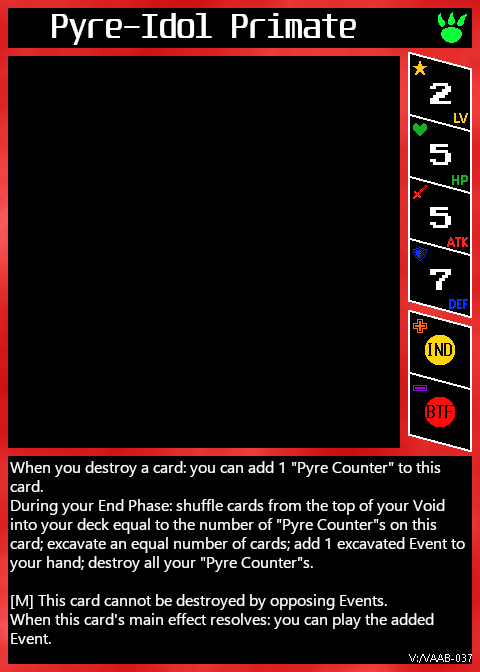 Pyre-Idol Primate
2
LV
5
HP
5
ATK
7
DEF
IND
BTF
When you destroy a card: you can add 1 "Pyre Counter" to this
card.
During your End Phase: shuffle cards from the top of your Void
into your deck equal to the number of "Pyre Counter"s on this
card; excavate an equal number of cards; add 1 excavated Event to
your hand; destroy all your "Pyre Counter"s.
[M] This card cannot be destroyed by opposing Events.
When this card's main effect resolves: you can play the added
Event.
V:/VAAB-037